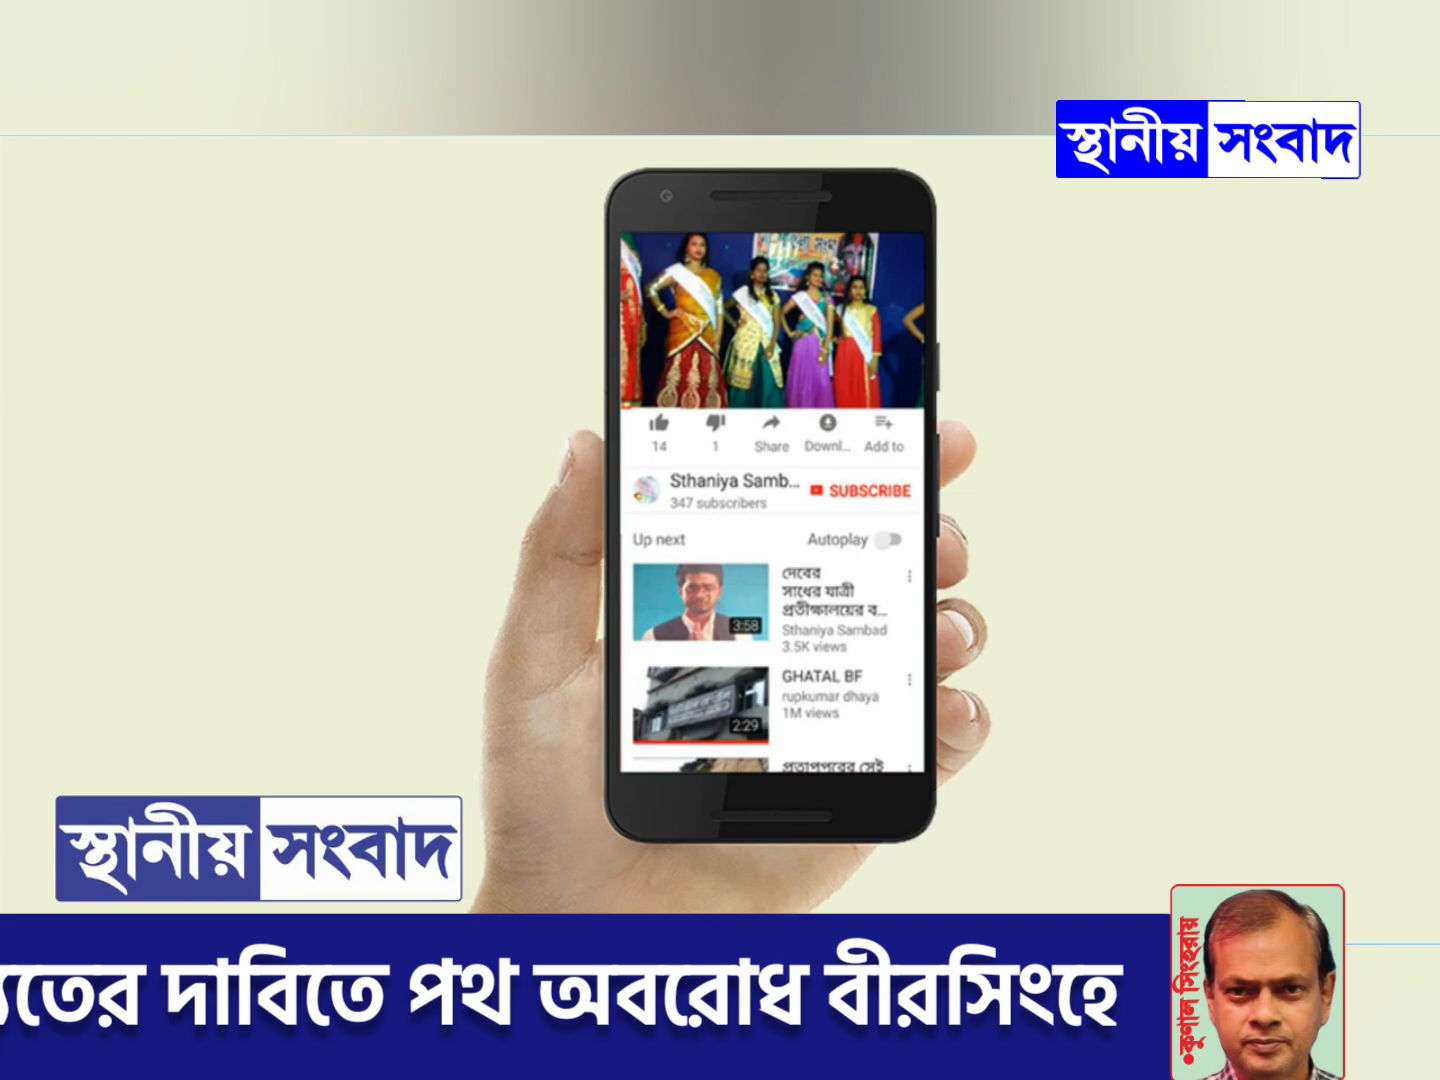 স্থানীয় সংবাদ
14
1
Share
Downl...
Add to
Sthaniya Samb...
SUBSCRIBE
347 subscribers
Up next
Autoplay
দেবের
সাধের যাত্রী
প্রতীক্ষালয়ের ব...
Sthaniya Sambad
3.5K views
3:58
GHATAL BF
rupkumar dhaya
1M views
2:29
স্থানীয় সংবাদ
দাবিতে পথ অবরোধ বীরসিংহে
•কুণাল সিংহরায়